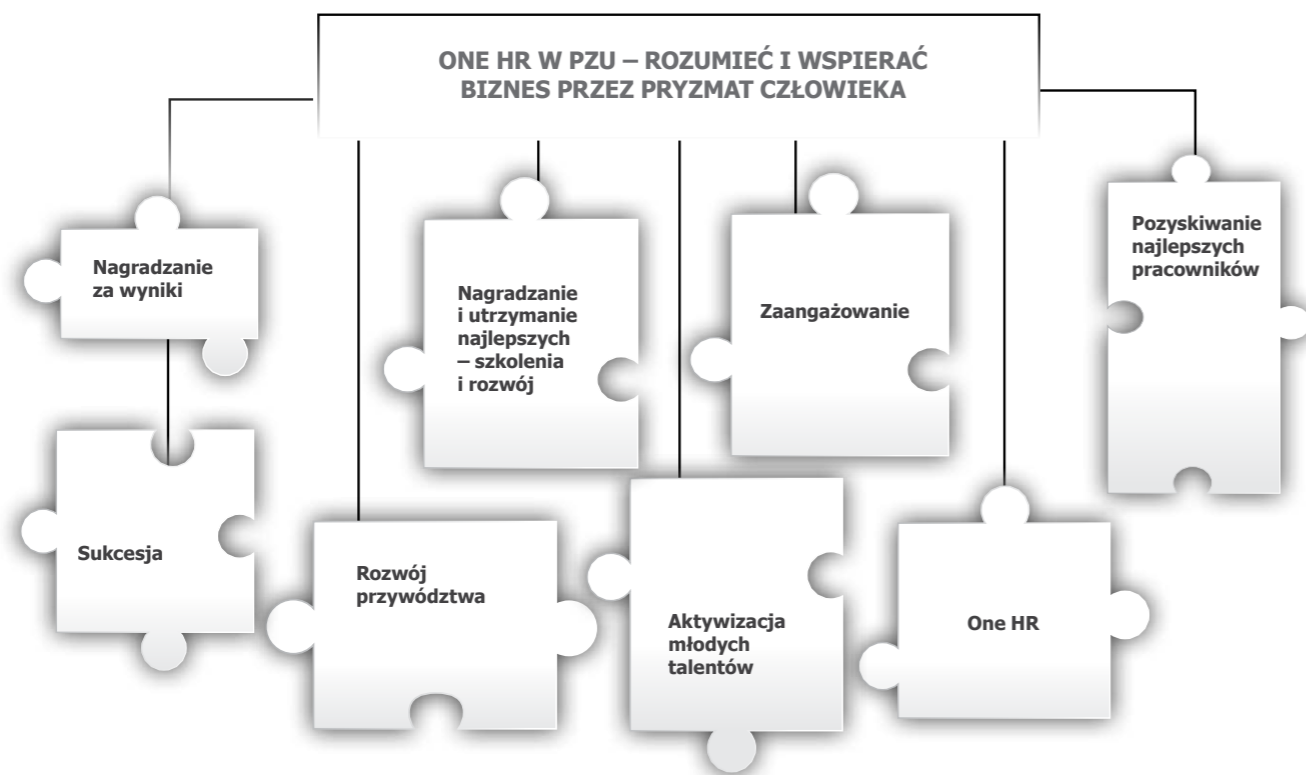 ONE HR W PZU – ROZUMIEĆ I WSPIERAĆ
BIZNES PRZEZ PRYZMAT CZŁOWIEKA
Nagradzanie
za wyniki
Nagradzanie
i utrzymanie
najlepszych
– szkolenia
i rozwój
Zaangażowanie
Pozyskiwanie
najlepszych
pracowników
Sukcesja
Rozwój
przywództwa
Aktywizacja
młodych
talentów
One HR